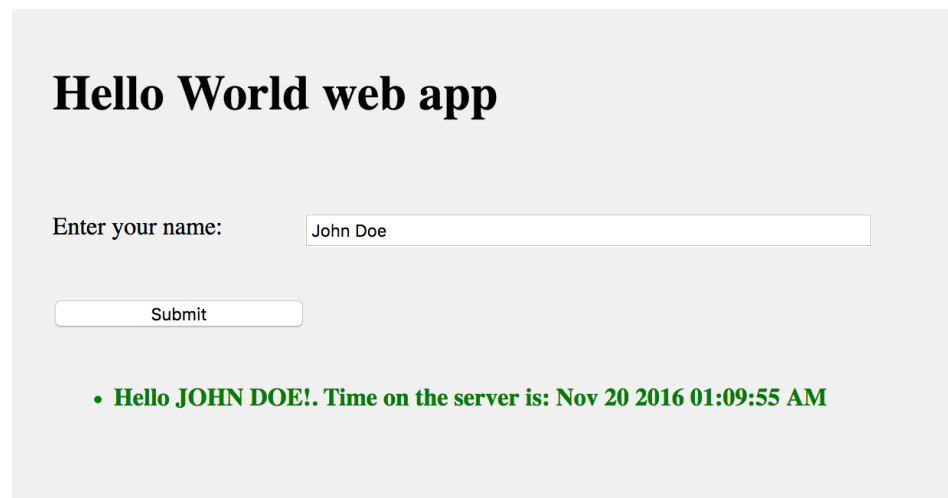 Hello World web app
Enter your name: John Doe
Submit
• Hello JOHN DOE!. Time on the server is: Nov 20 2016 01:09:55 AM